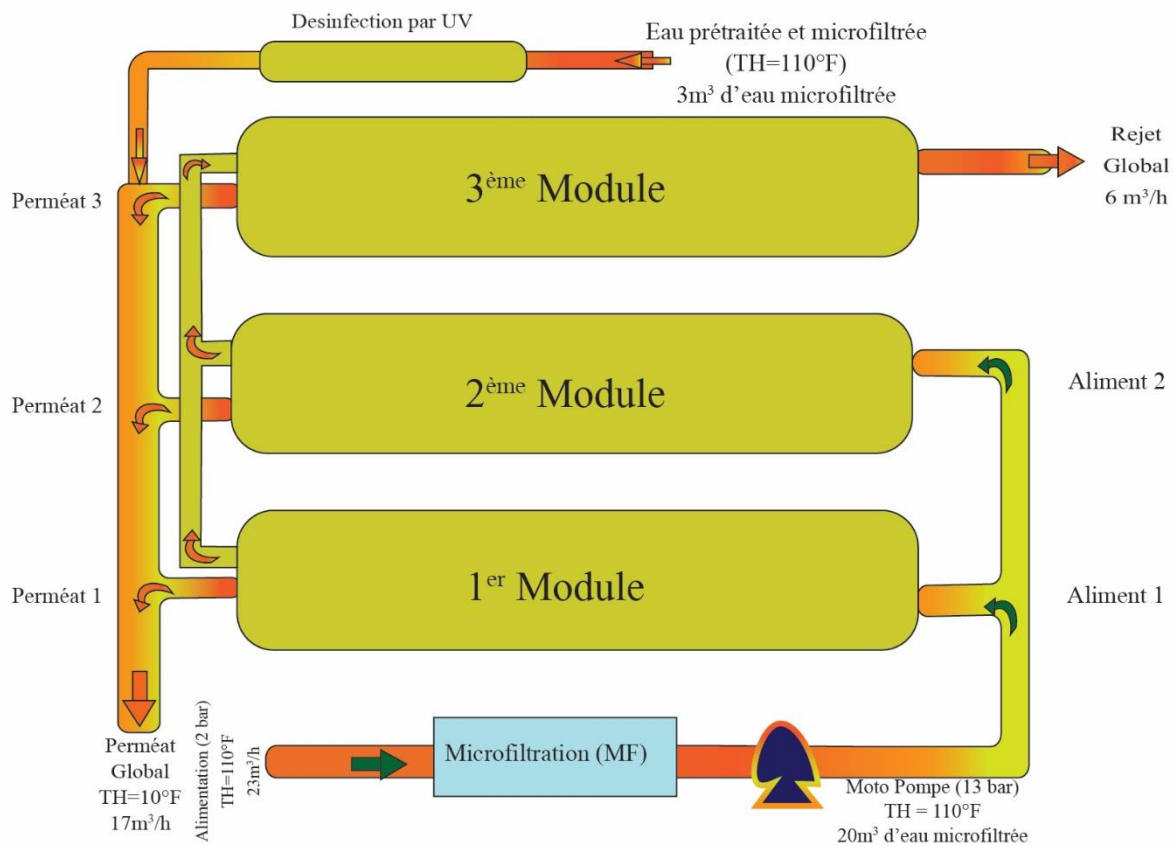 Desinfection par UV
Eau prétraitée et microfiltrée
(TH=110°F)
3m³ d’eau microfiltrée
Perméat 3
3ème Module
Rejet
Global
6 m³/h
Perméat 2
2ème Module
Aliment 2
Perméat 1
1er Module
Aliment 1
Perméat
Global
TH=10°F
17m³/h
Alimentation (2 bar)
TH=110°F
23m³/h
Microfiltration (MF)
Moto Pompe (13 bar)
TH = 110°F
20m³ d’eau microfiltrée